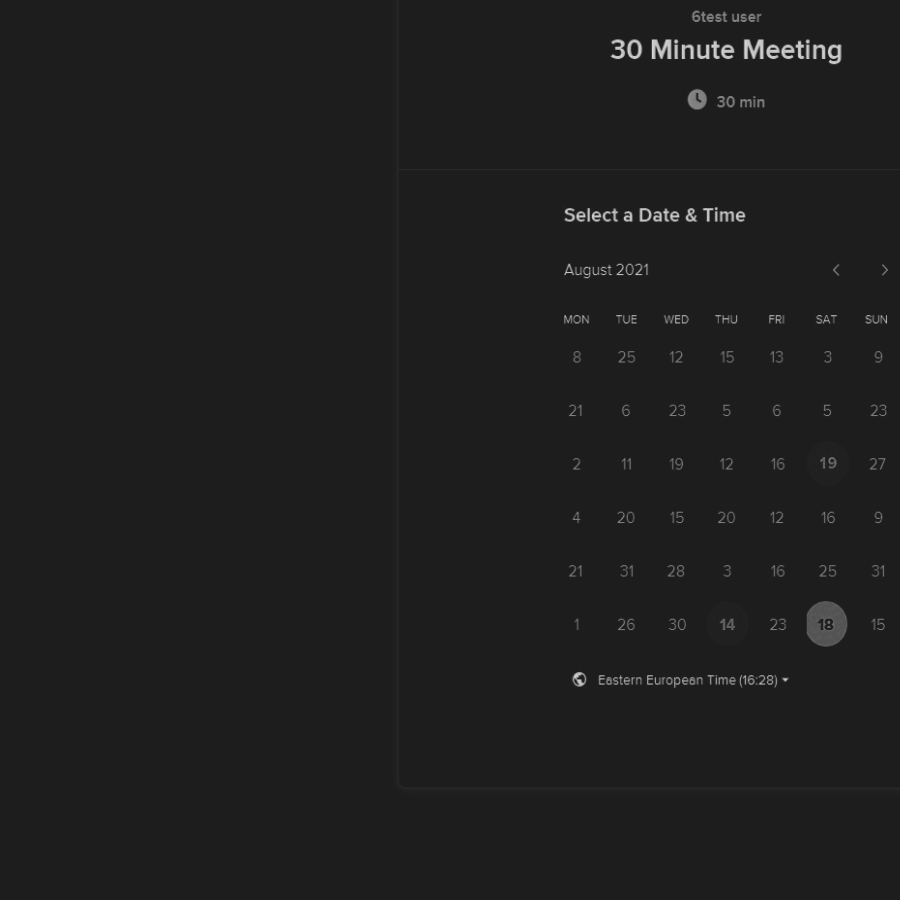 6test user
30 Minute Meeting
30 min
Select a Date & Time
August 2021
MON TUE WED THU FRI SAT SUN
8 25 12 15 13 3 9
21 6 23 5 6 5 23
2 11 19 12 16 19 27
4 20 15 20 12 16 9
21 31 28 3 16 25 31
1 26 30 14 23 18 15
Eastern European Time (16:28)